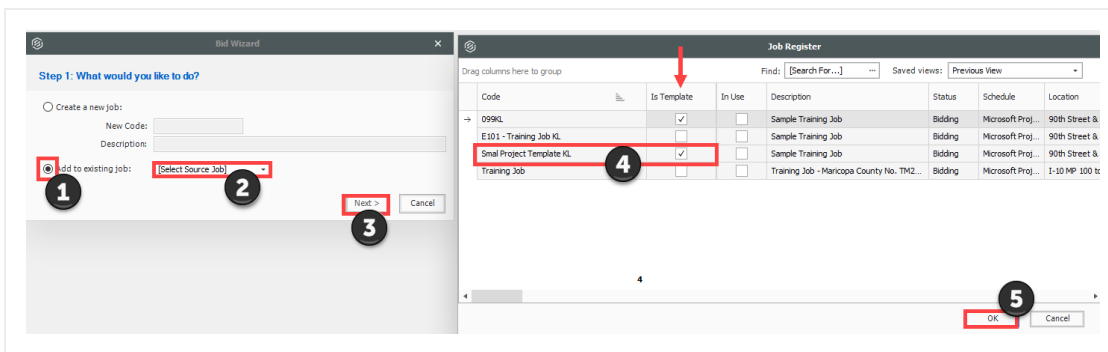 Bid Wizard
Step 1: What would you like to do?
Create a new job:
New Code:
Description:
Add to existing job: [Select Source Job]
1
2
Next > Cancel
3
Job Register
Drag columns here to group Find: [Search For...] ... Saved views: Previous View
Code Is Template In Use Description Status Schedule Location
099KL Sample Training Job Bidding Microsoft Proj... 90th Street &
E101 - Training Job KL Sample Training Job Bidding Microsoft Proj... 90th Street &
Smal Project Template KL 4 Sample Training Job Bidding Microsoft Proj... 90th Street &
Training Job Training Job - Maricopa County No. TM2... Bidding Microsoft Proj... I-10 MP 100 to
4
5
OK Cancel